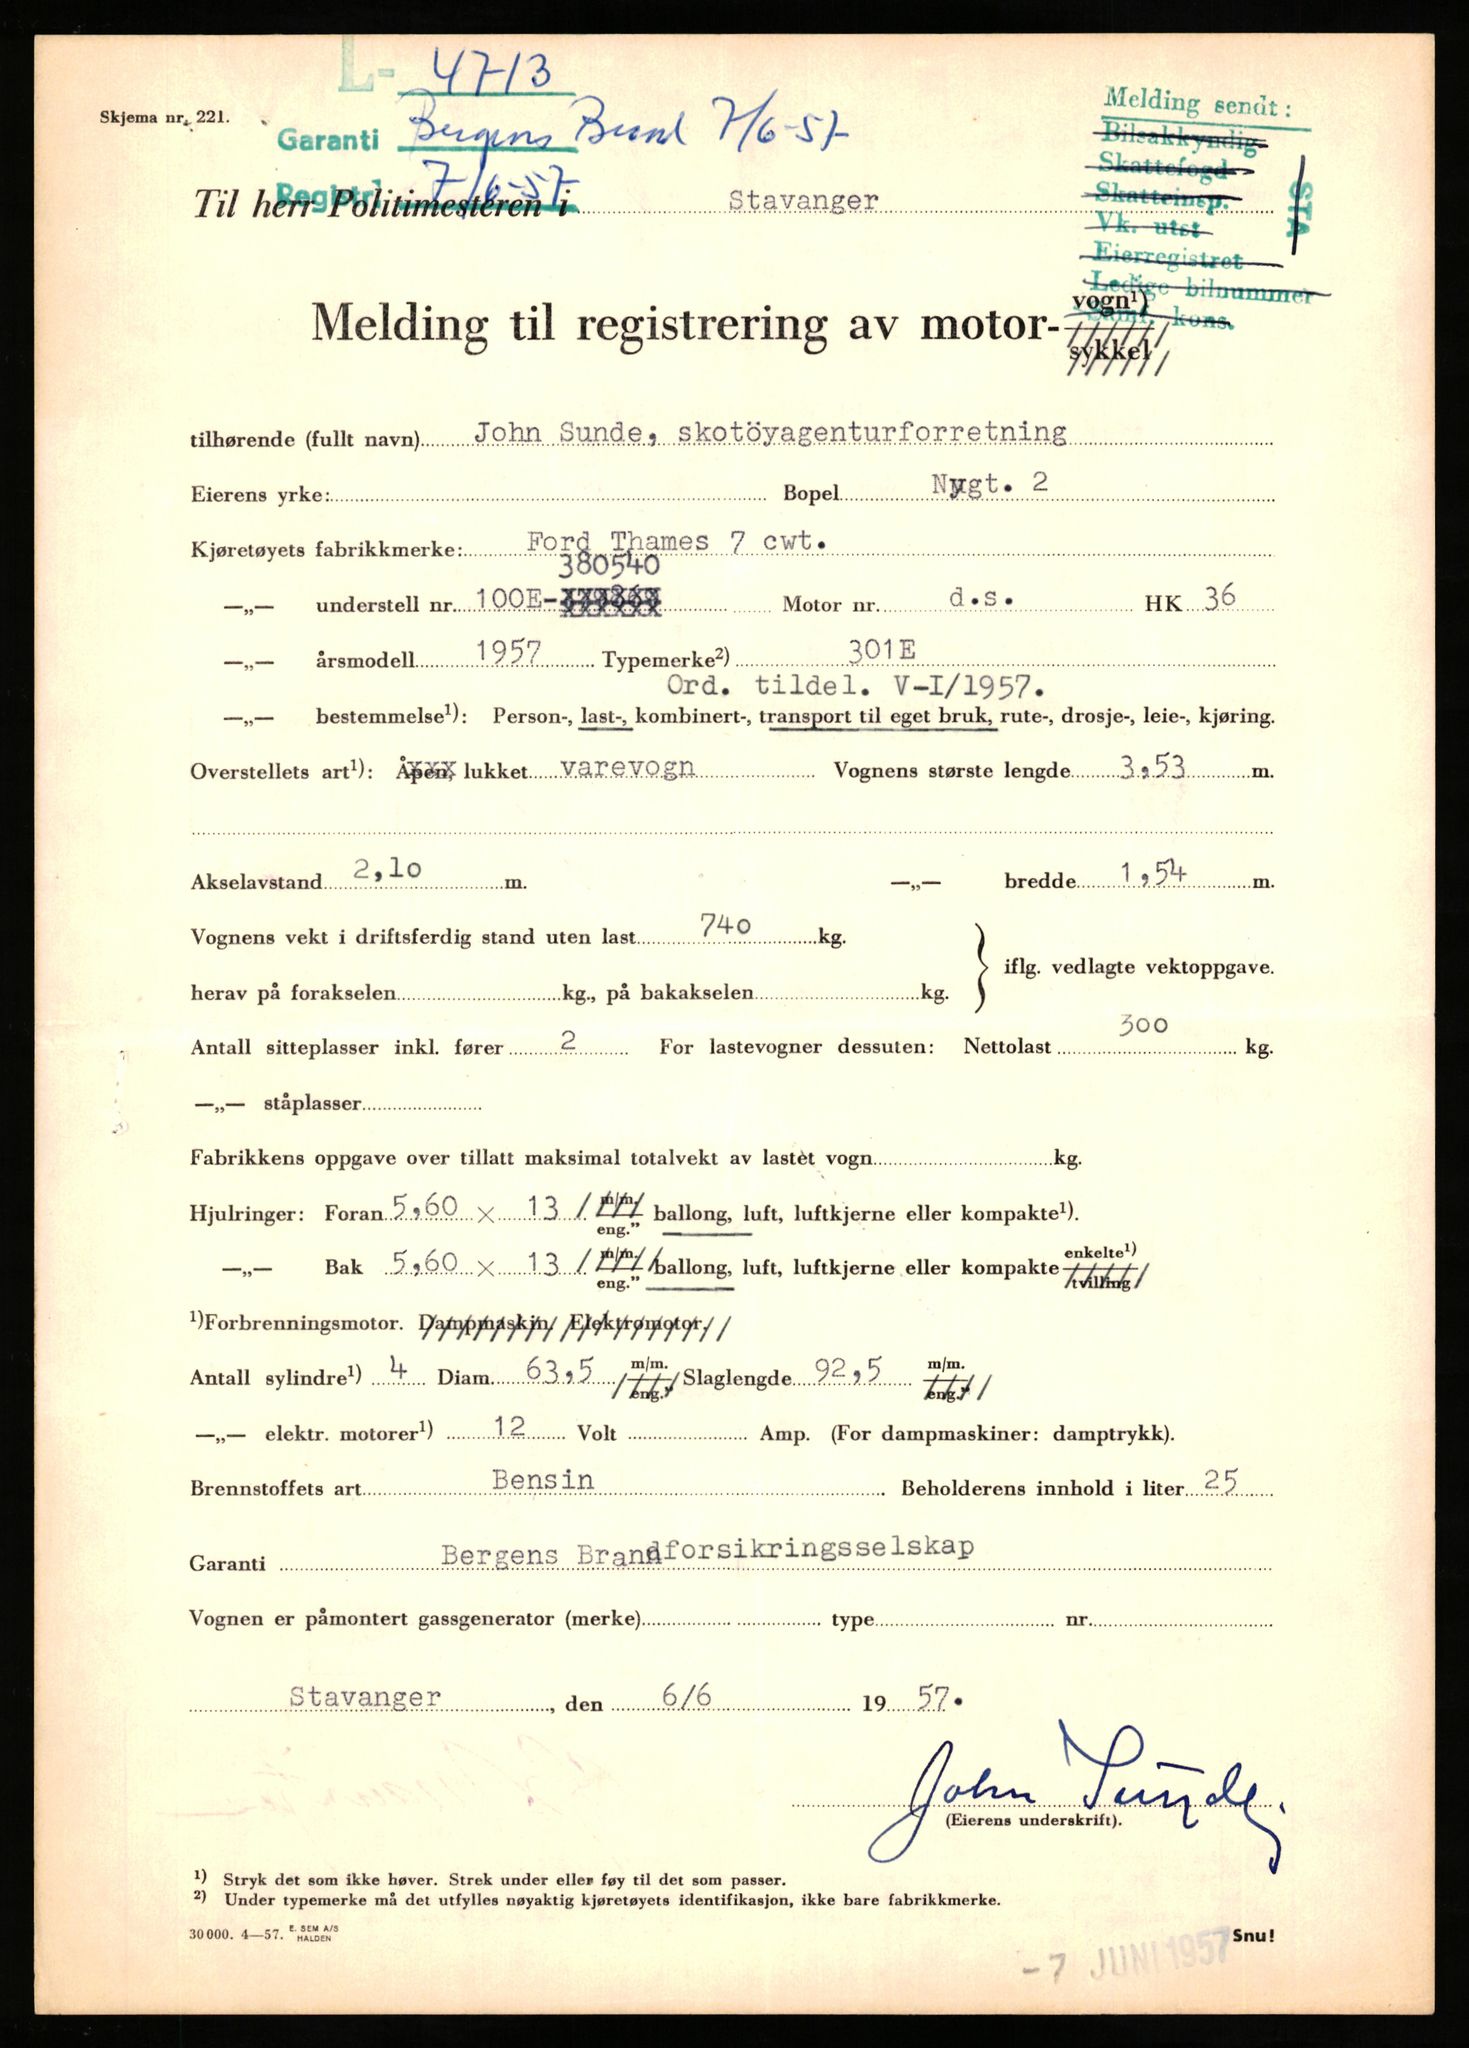 L- 4713
Skjema nr. 221.
Garanti Bergens Brand 7/6-57
Registr. 7/6-57
Melding sendt:
Bilsakkyndig
Skattefogd
Skatteinsp.
Vk. utst
Eierregistret
Ledige bilnummer
kons.
STA
Til herr Politimesteren i Stavanger
Melding til registrering av motor- vogn¹)
sykkel
tilhørende (fullt navn) John Sunde, skotöyagenturforretning
Eierens yrke: Bopel Nygt. 2
Kjøretøyets fabrikkmerke: Ford Thames 7 cwt.
380540
—„— understell nr. 100E- Motor nr. d.s. HK 36
—„— årsmodell 1957 Typemerke²) 301E
Ord. tildel. V-I/1957.
—„— bestemmelse¹): Person-, last-, kombinert-, transport til eget bruk, rute-, drosje-, leie-, kjøring.
Overstellets art¹): Åpen, lukket varevogn Vognens største lengde 3,53 m.
Akselavstand 2,10 m. —„— bredde 1,54 m.
Vognens vekt i driftsferdig stand uten last 740 kg.
iflg. vedlagte vektoppgave.
herav på forakselen kg., på bakakselen kg.
Antall sitteplasser inkl. fører 2 For lastevogner dessuten: Nettolast 300 kg.
—„— ståplasser
Fabrikkens oppgave over tillatt maksimal totalvekt av lastet vogn kg.
Hjulringer: Foran 5,60 x 13 m/m. eng.” ballong, luft, luftkjerne eller kompakte¹).
—„— Bak 5,60 x 13 m/m. eng.” ballong, luft, luftkjerne eller kompakte enkelte¹) tvilling
¹)Forbrenningsmotor. Dampmaskin. Elektromotor.
Antall sylindre¹) 4 Diam. 63,5 m/m. eng.” Slaglengde 92,5 m/m. eng.”
—„— elektr. motorer¹) 12 Volt Amp. (For dampmaskiner: damptrykk).
Brennstoffets art Bensin Beholderens innhold i liter 25
Garanti Bergens Brandforsikringsselskap
Vognen er påmontert gassgenerator (merke) type nr.
Stavanger, den 6/6 1957.
John Sunde
(Eierens underskrift).
¹) Stryk det som ikke høver. Strek under eller føy til det som passer.
²) Under typemerke må det utfylles nøyaktig kjøretøyets identifikasjon, ikke bare fabrikkmerke.
30 000. 4—57. E. SEM A/S HALDEN
Snu!
-7 JUNI 1957